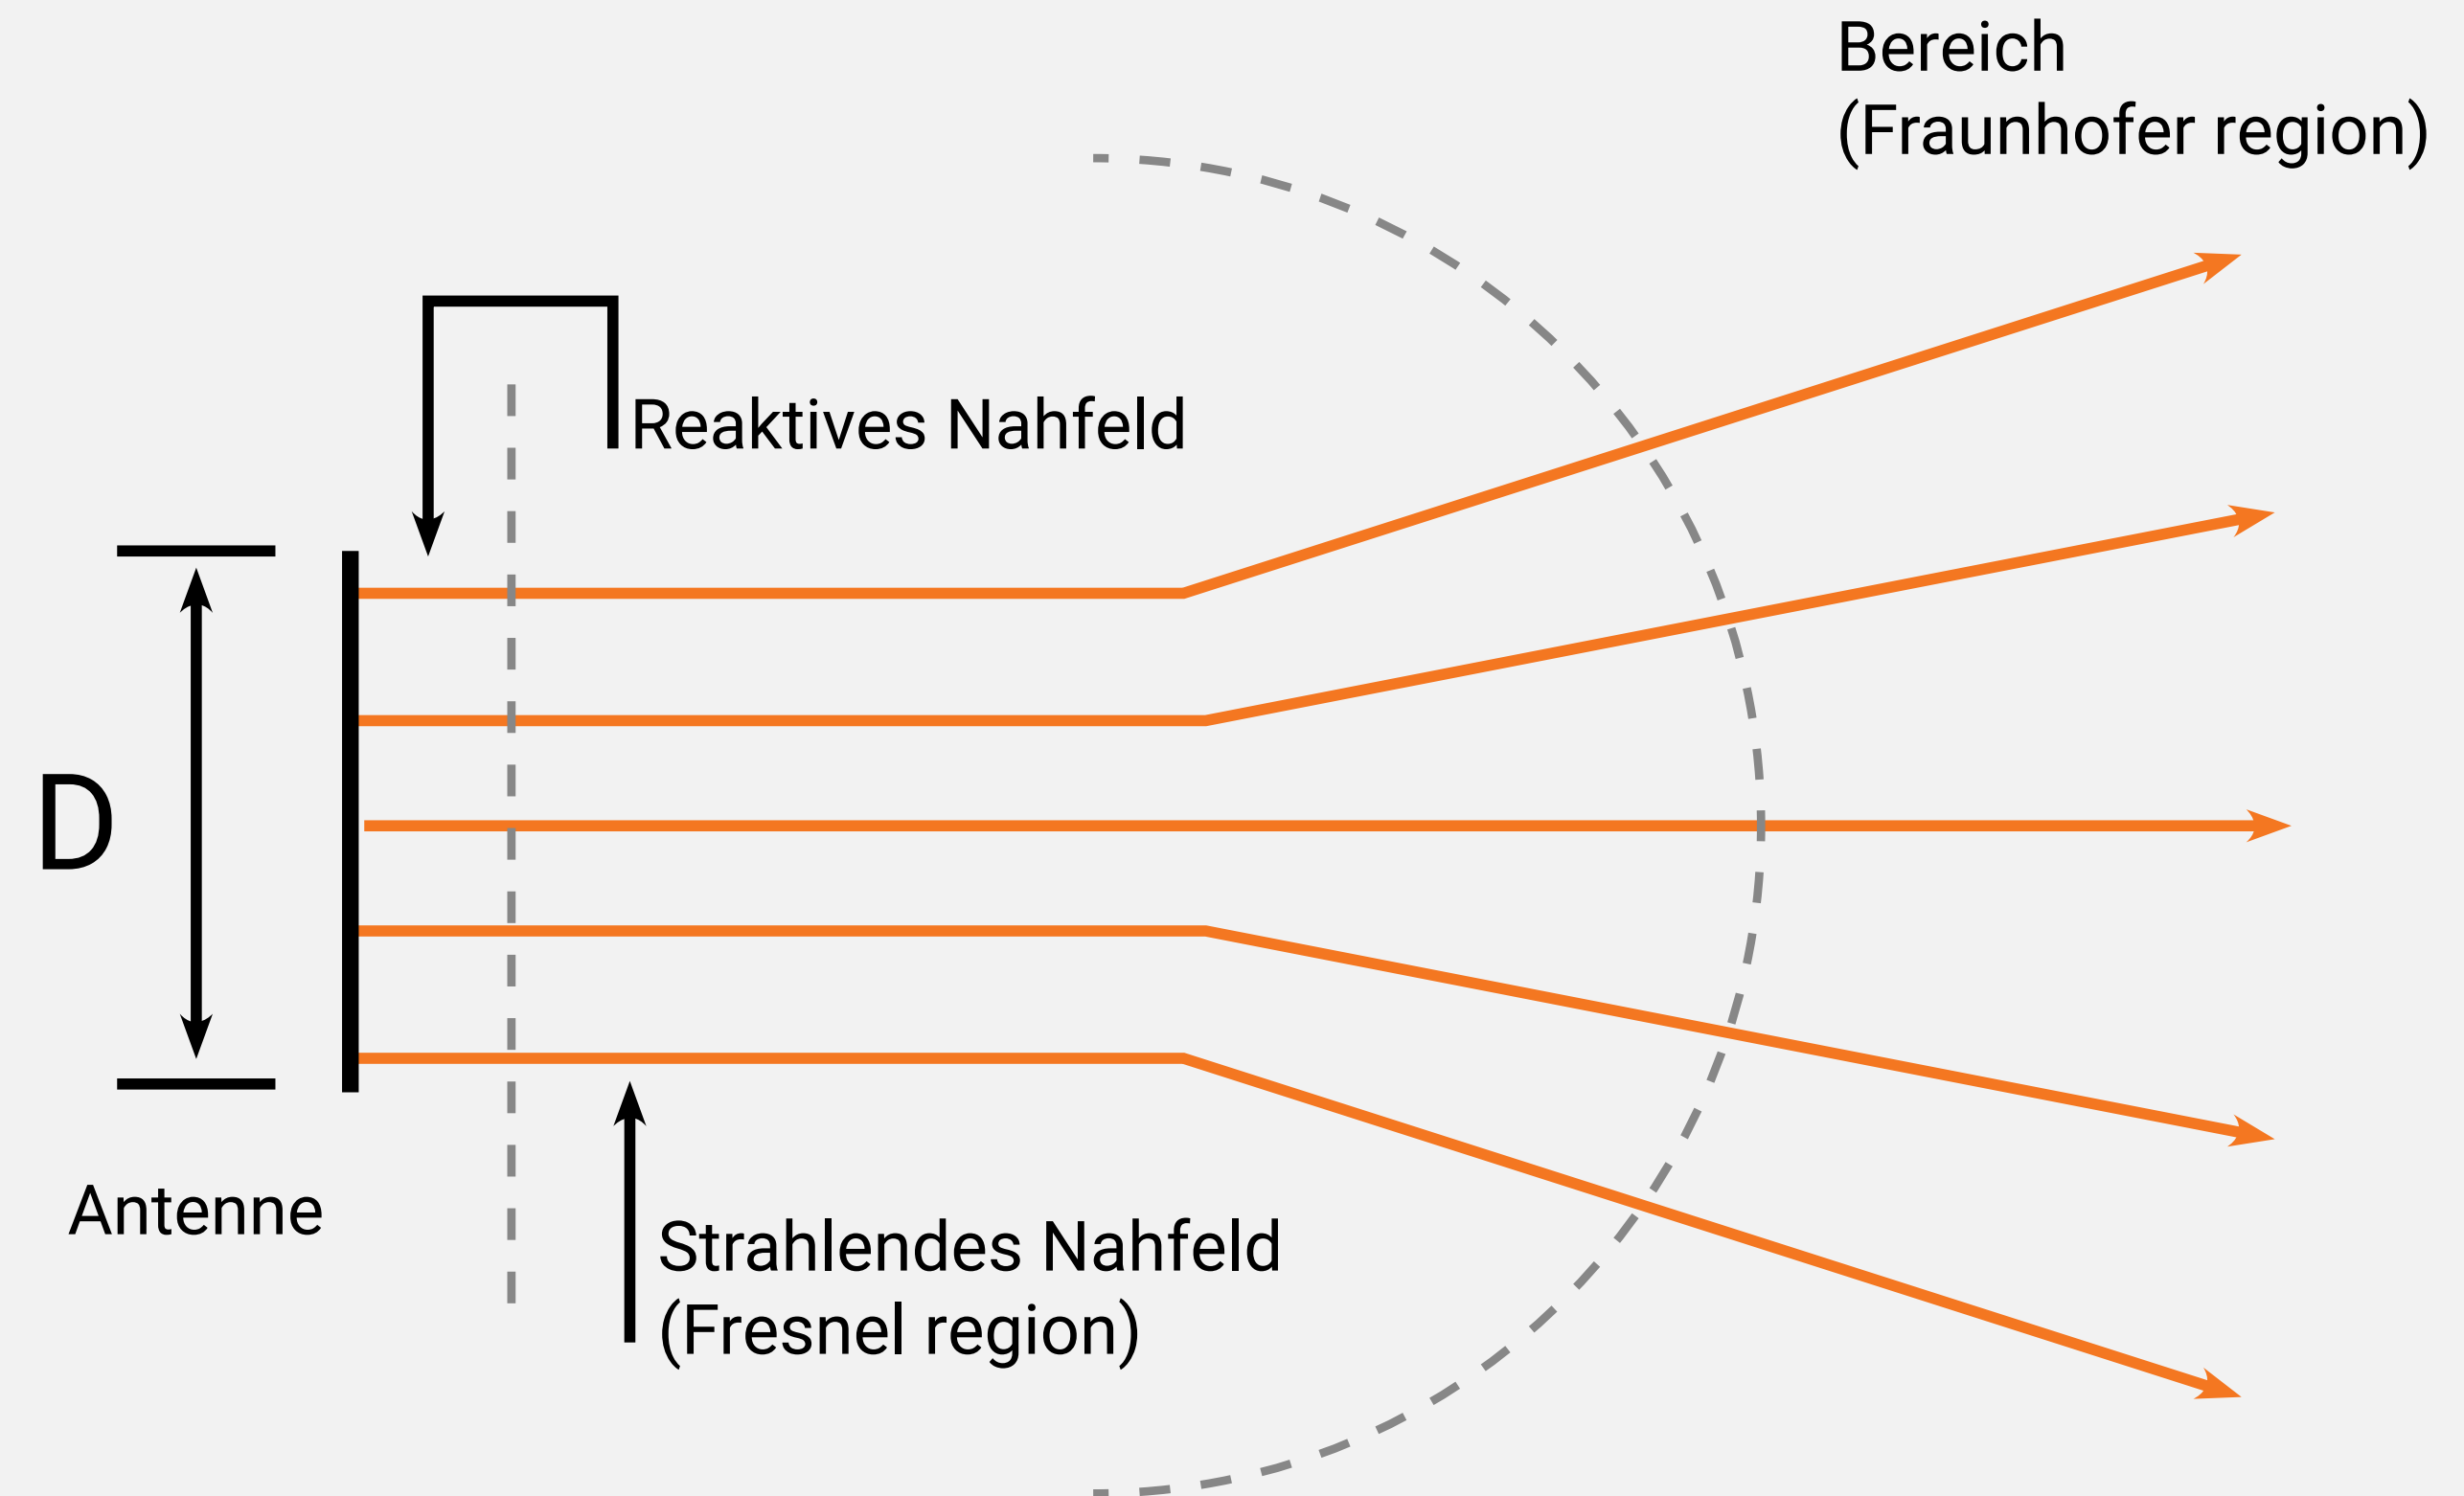 Bereich
(Fraunhofer region)
Reaktives Nahfeld
D
Antenne
Strahlendes Nahfeld
(Fresnel region)